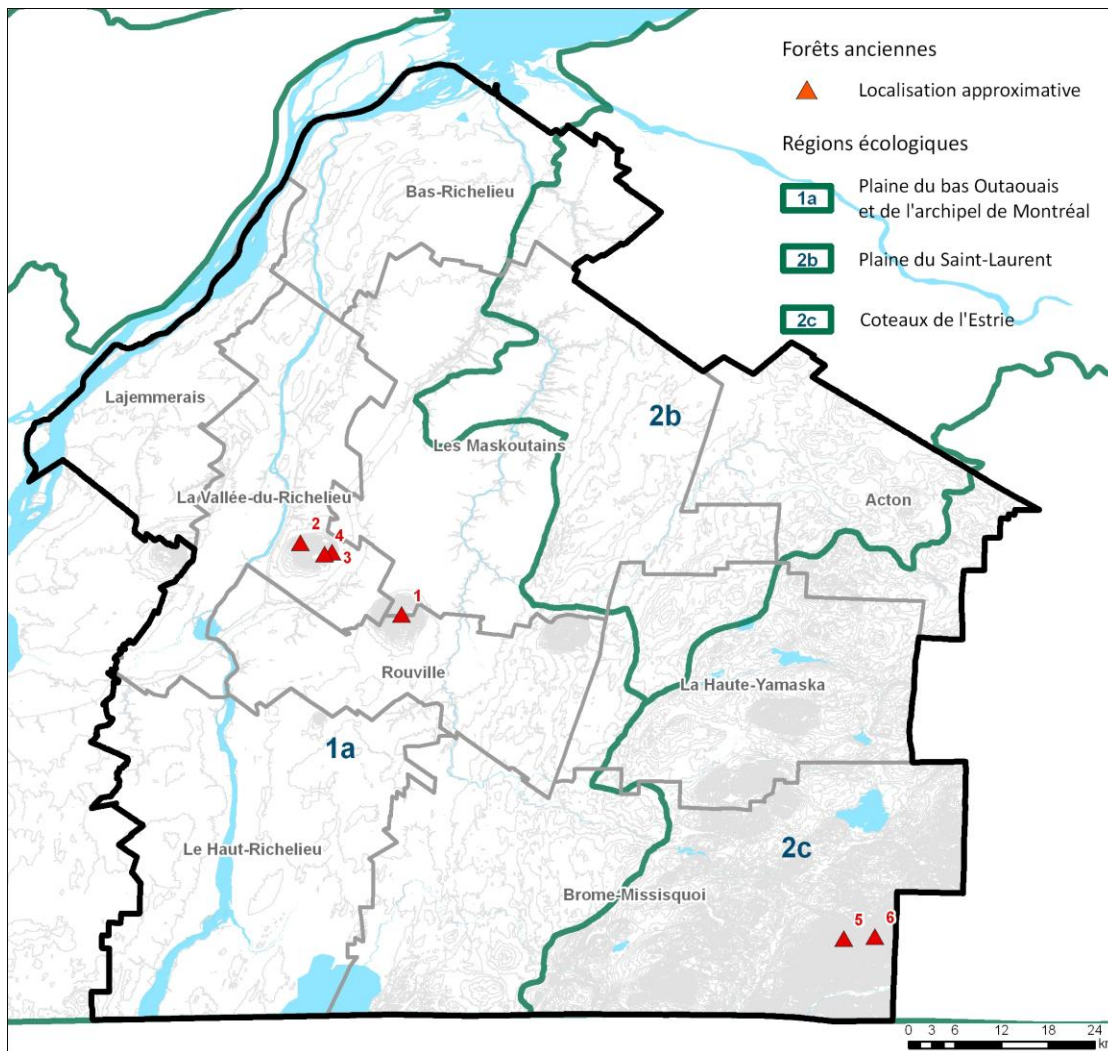 Forêts anciennes
Localisation approximative
Régions écologiques
1a
Plaine du bas Outaouais
et de l'archipel de Montréal
2b
Plaine du Saint-Laurent
2c
Coteaux de l'Estrie
Bas-Richelieu
Lajemmerais
Les Maskoutains
2b
La Vallée-du-Richelieu
Acton
2
4
3
1
Rouville
La Haute-Yamaska
1a
Le Haut-Richelieu
2c
Brome-Missisquoi
5
6
0 3 6 12 18 24
km